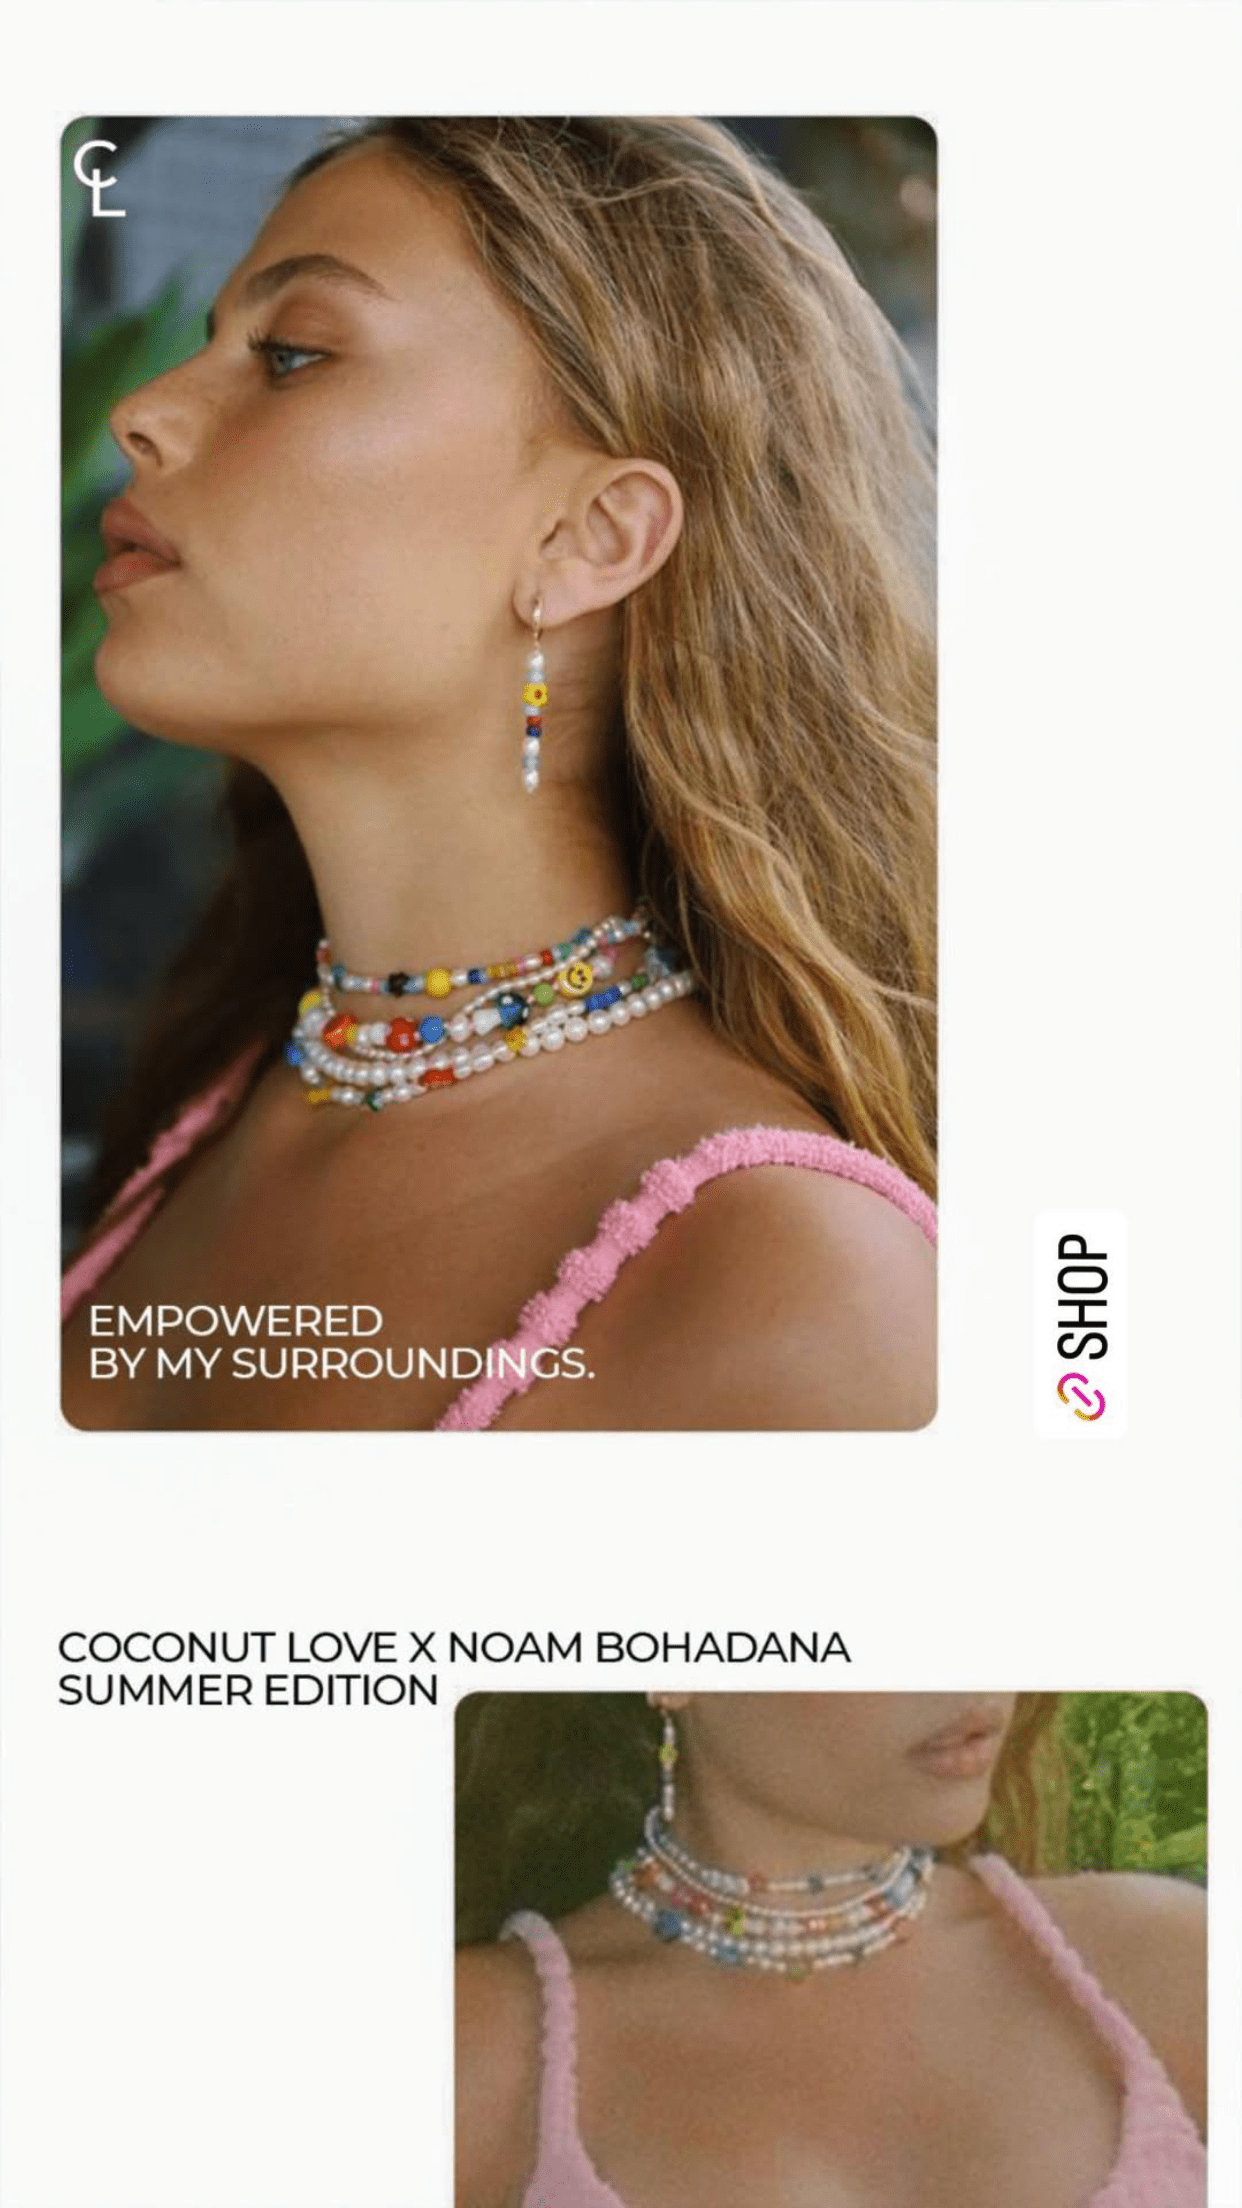 CL
EMPOWERED
BY MY SURROUNDINGS.
SHOP
COCONUT LOVE X NOAM BOHADANA
SUMMER EDITION